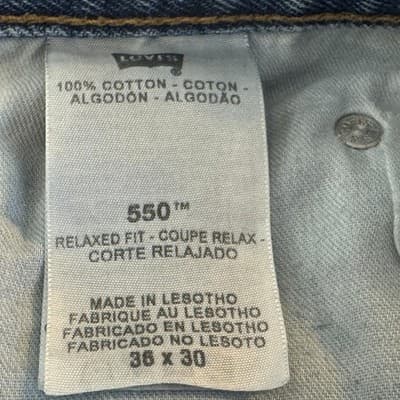 LEVI'S
100% COTTON - COTON -
ALGODÓN - ALGODÃO
550™
RELAXED FIT - COUPE RELAX -
CORTE RELAJADO
MADE IN LESOTHO
FABRIQUE AU LESOTHO
FABRICADO EN LESOTHO
FABRICADO NO LESOTO
36 X 30